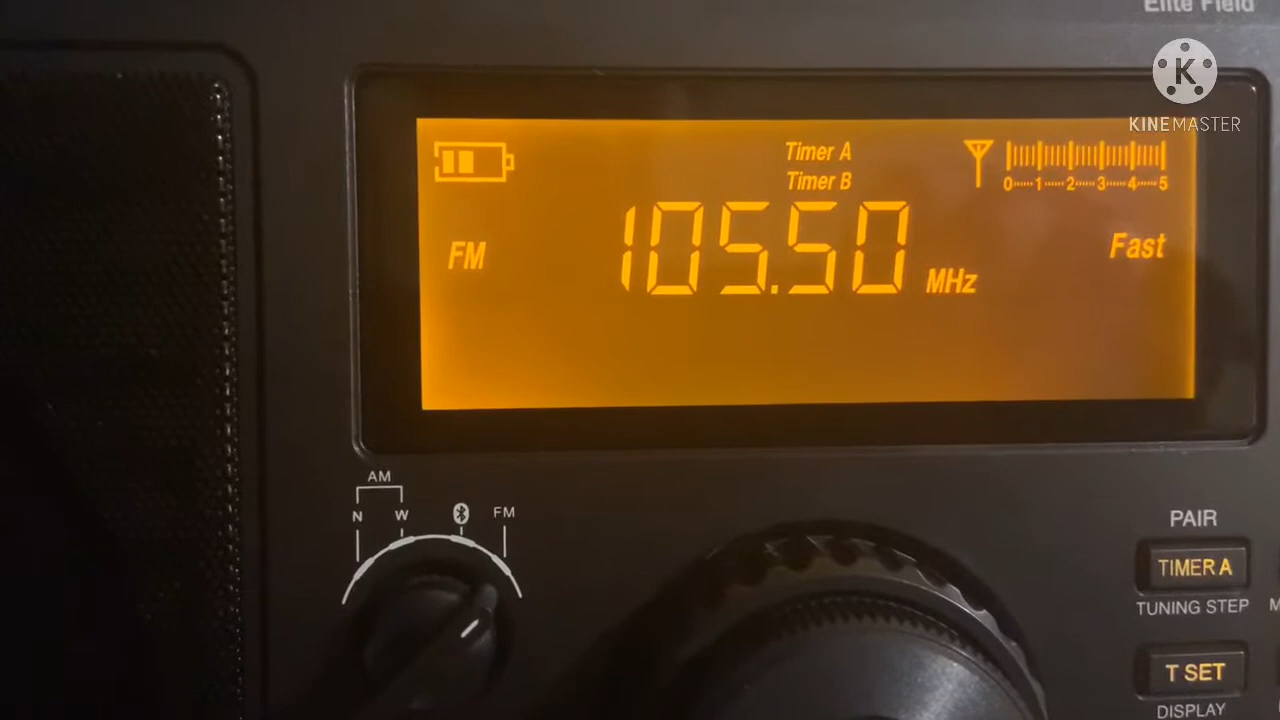 Elite Field
K
KINEMASTER
Timer A
Timer B
0 1 2 3 4 5
FM
105.50 MHz
Fast
AM
N W FM
PAIR
TIMER A
TUNING STEP M
T SET
DISPLAY